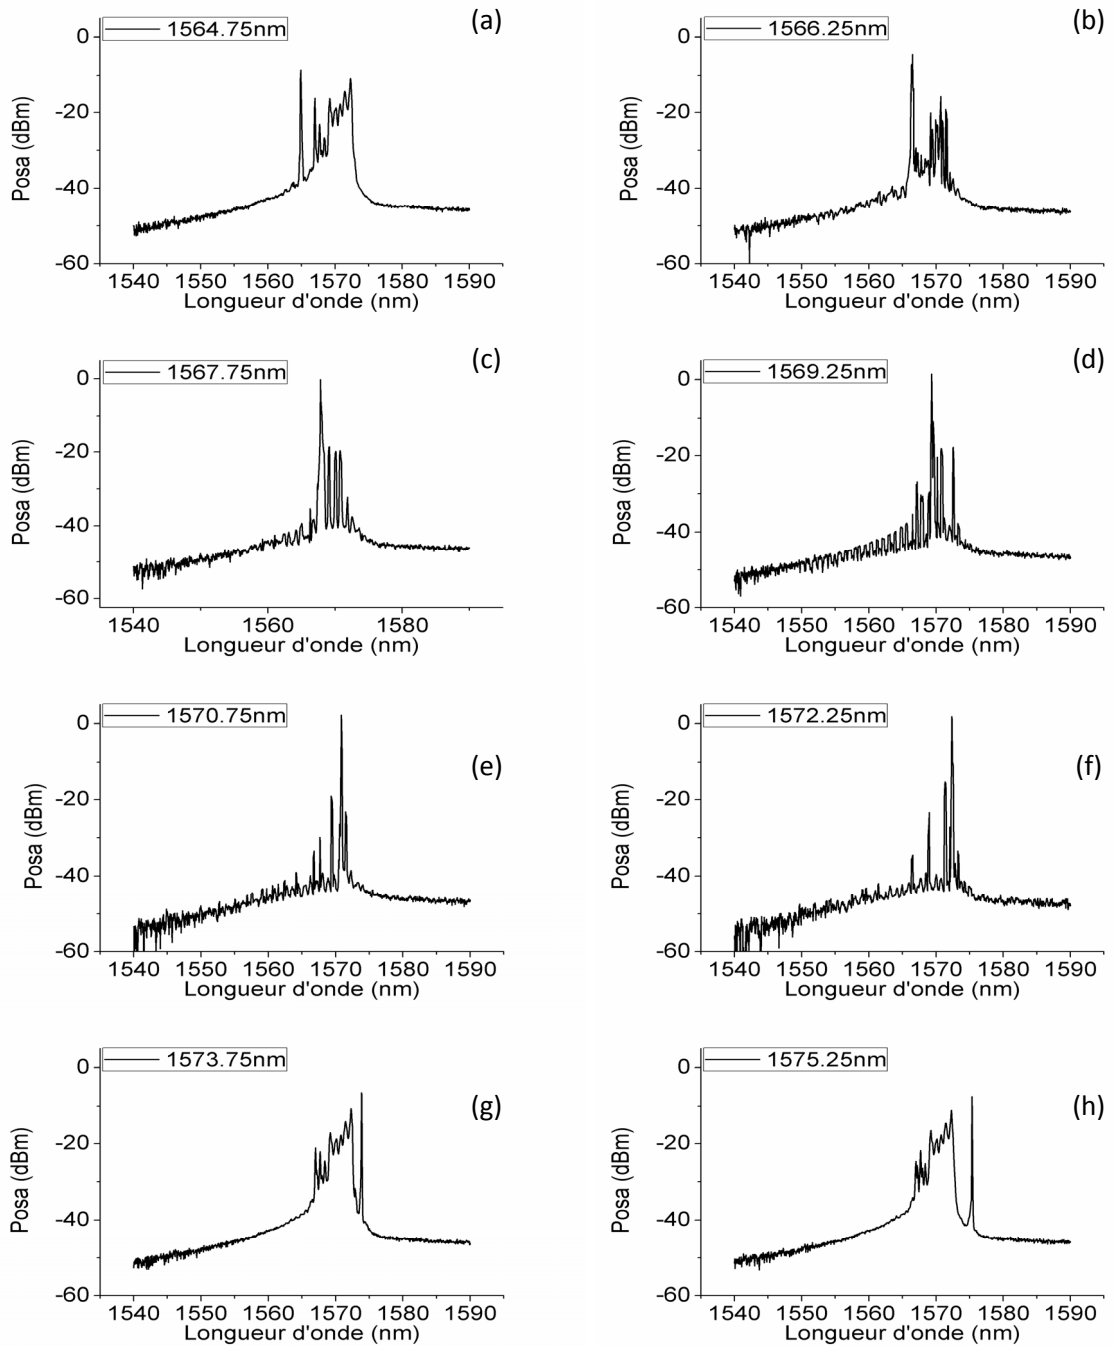 1564.75nm
(a)
0
-20
-40
-60
Posa (dBm)
1540 1550 1560 1570 1580 1590
Longueur d'onde (nm)
1566.25nm
(b)
0
-20
-40
-60
Posa (dBm)
1540 1550 1560 1570 1580 1590
Longueur d'onde (nm)
1567.75nm
(c)
0
-20
-40
-60
Posa (dBm)
1540 1550 1560 1570 1580
Longueur d'onde (nm)
1569.25nm
(d)
0
-20
-40
-60
Posa (dBm)
1540 1550 1560 1570 1580 1590
Longueur d'onde (nm)
1570.75nm
(e)
0
-20
-40
-60
Posa (dBm)
1540 1550 1560 1570 1580 1590
Longueur d'onde (nm)
1572.25nm
(f)
0
-20
-40
-60
Posa (dBm)
1540 1550 1560 1570 1580 1590
Longueur d'onde (nm)
1573.75nm
(g)
0
-20
-40
-60
Posa (dBm)
1540 1550 1560 1570 1580 1590
Longueur d'onde (nm)
1575.25nm
(h)
0
-20
-40
-60
Posa (dBm)
1540 1550 1560 1570 1580 1590
Longueur d'onde (nm)